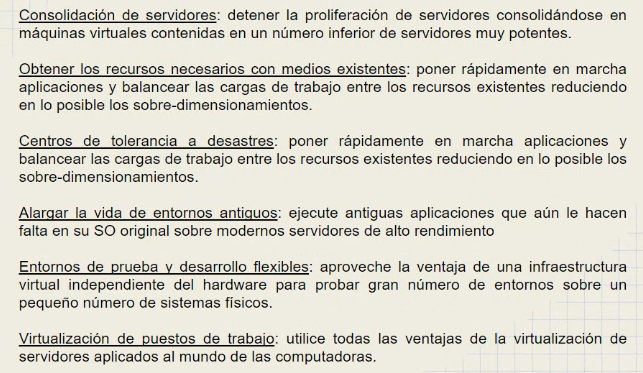 Consolidación de servidores: detener la proliferación de servidores consolidándose en
máquinas virtuales contenidas en un número inferior de servidores muy potentes.
Obtener los recursos necesarios con medios existentes: poner rápidamente en marcha
aplicaciones y balancear las cargas de trabajo entre los recursos existentes reduciendo
en lo posible los sobre-dimensionamientos.
Centros de tolerancia a desastres: poner rápidamente en marcha aplicaciones y
balancear las cargas de trabajo entre los recursos existentes reduciendo en lo posible los
sobre-dimensionamientos.
Alargar la vida de entornos antiguos: ejecute antiguas aplicaciones que aún le hacen
falta en su SO original sobre modernos servidores de alto rendimiento
Entornos de prueba y desarrollo flexibles: aproveche la ventaja de una infraestructura
virtual independiente del hardware para probar gran número de entornos sobre un
pequeño número de sistemas físicos.
Virtualización de puestos de trabajo: utilice todas las ventajas de la virtualización de
servidores aplicados al mundo de las computadoras.